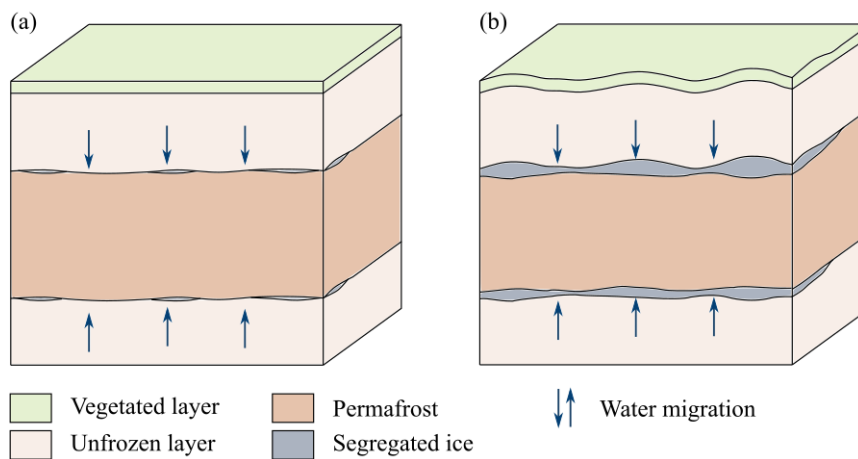 (a) (b)
Vegetated layer Permafrost Water migration
Unfrozen layer Segregated ice